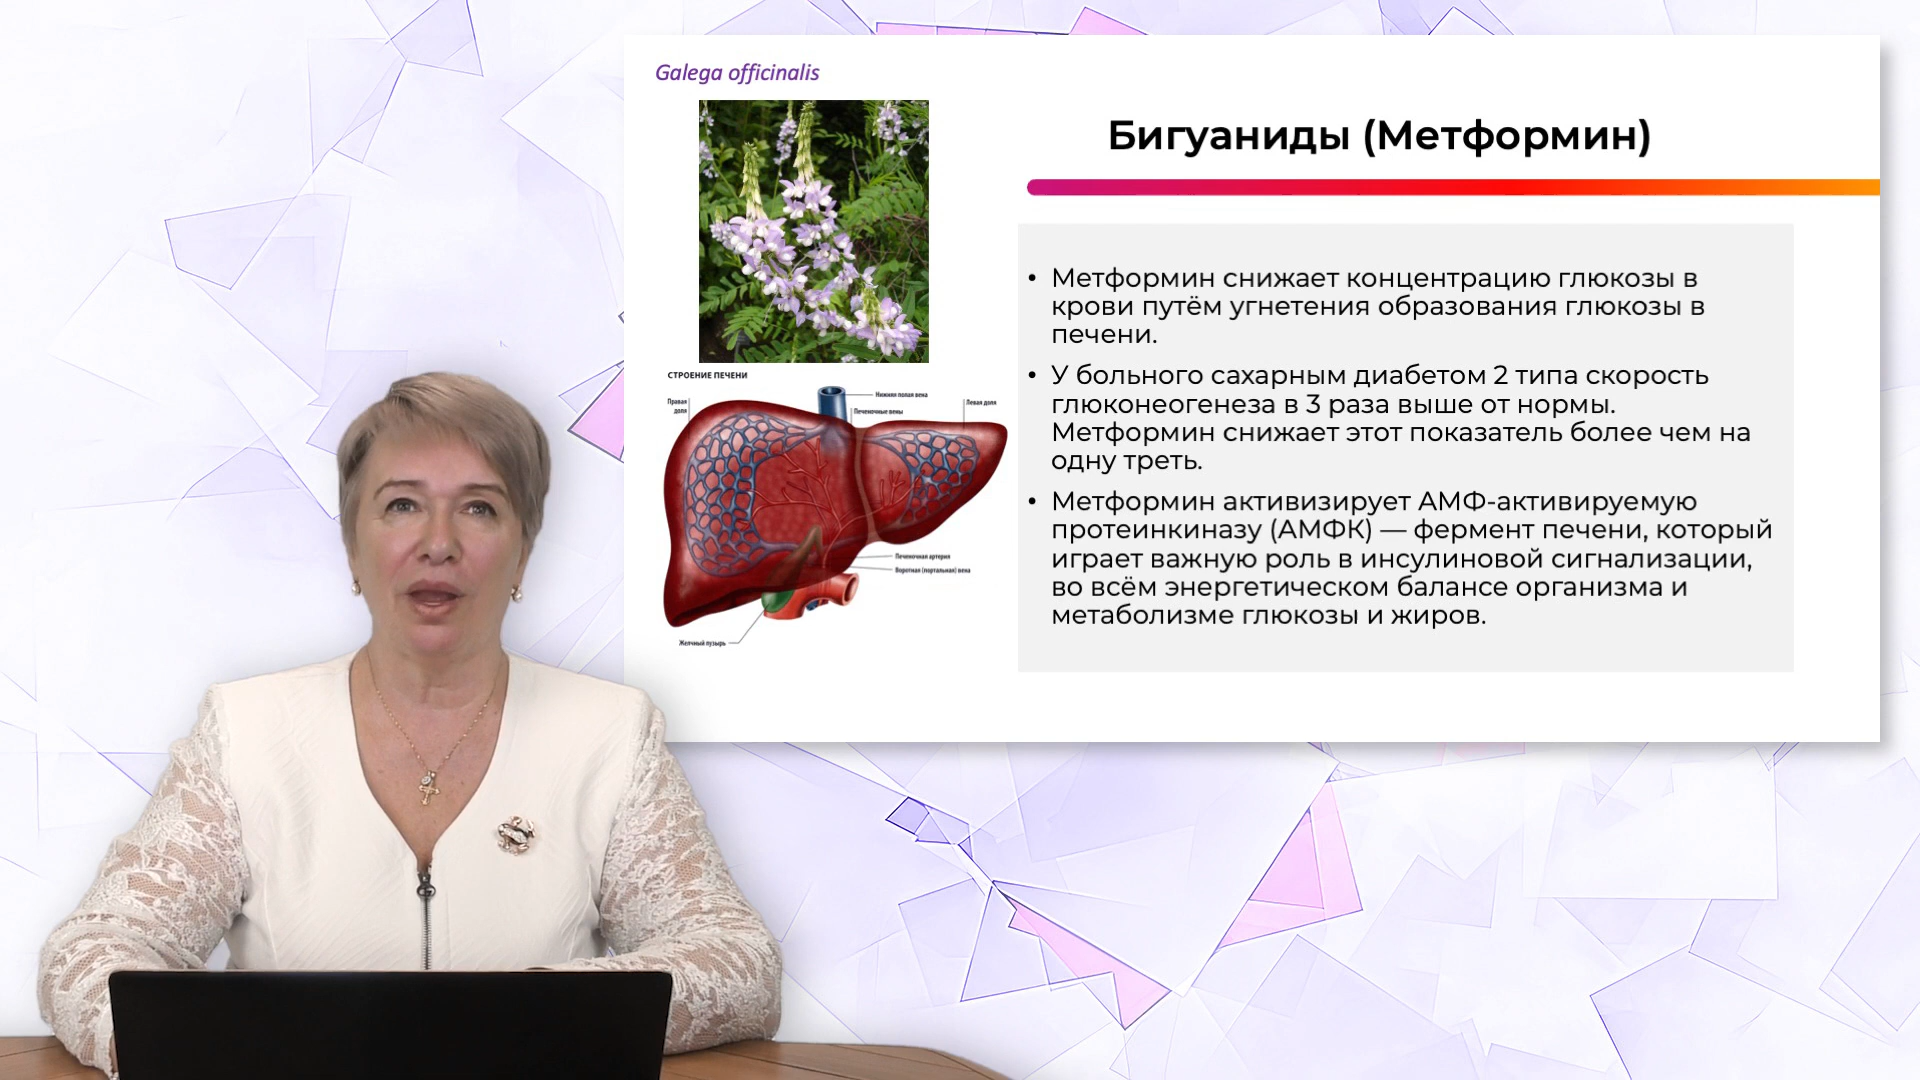 Galega officinalis
Бигуаниды (Метформин)
СТРОЕНИЕ ПЕЧЕНИ
Правая
доля
Нижняя полая вена
Печеночные вены
Левая доля
Печеночная артерия
Воротная (портальная) вена
Желчный пузырь
• Метформин снижает концентрацию глюкозы в
крови путём угнетения образования глюкозы в
печени.
• У больного сахарным диабетом 2 типа скорость
глюконеогенеза в 3 раза выше от нормы.
Метформин снижает этот показатель более чем на
одну треть.
• Метформин активизирует АМФ-активируемую
протеинкиназу (АМФК) — фермент печени, который
играет важную роль в инсулиновой сигнализации,
во всём энергетическом балансе организма и
метаболизме глюкозы и жиров.